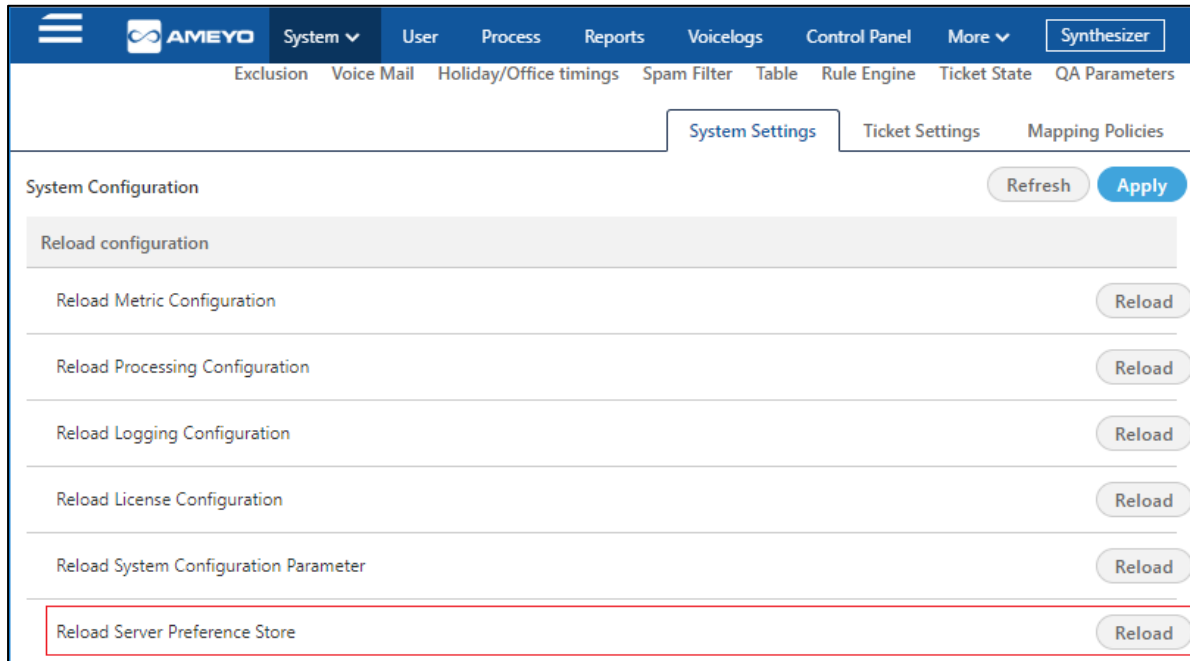 AMEYO System User Process Reports Voicelogs Control Panel More Synthesizer
Exclusion Voice Mail Holiday/Office timings Spam Filter Table Rule Engine Ticket State QA Parameters
System Settings Ticket Settings Mapping Policies
System Configuration Refresh Apply
Reload configuration
Reload Metric Configuration Reload
Reload Processing Configuration Reload
Reload Logging Configuration Reload
Reload License Configuration Reload
Reload System Configuration Parameter Reload
Reload Server Preference Store Reload